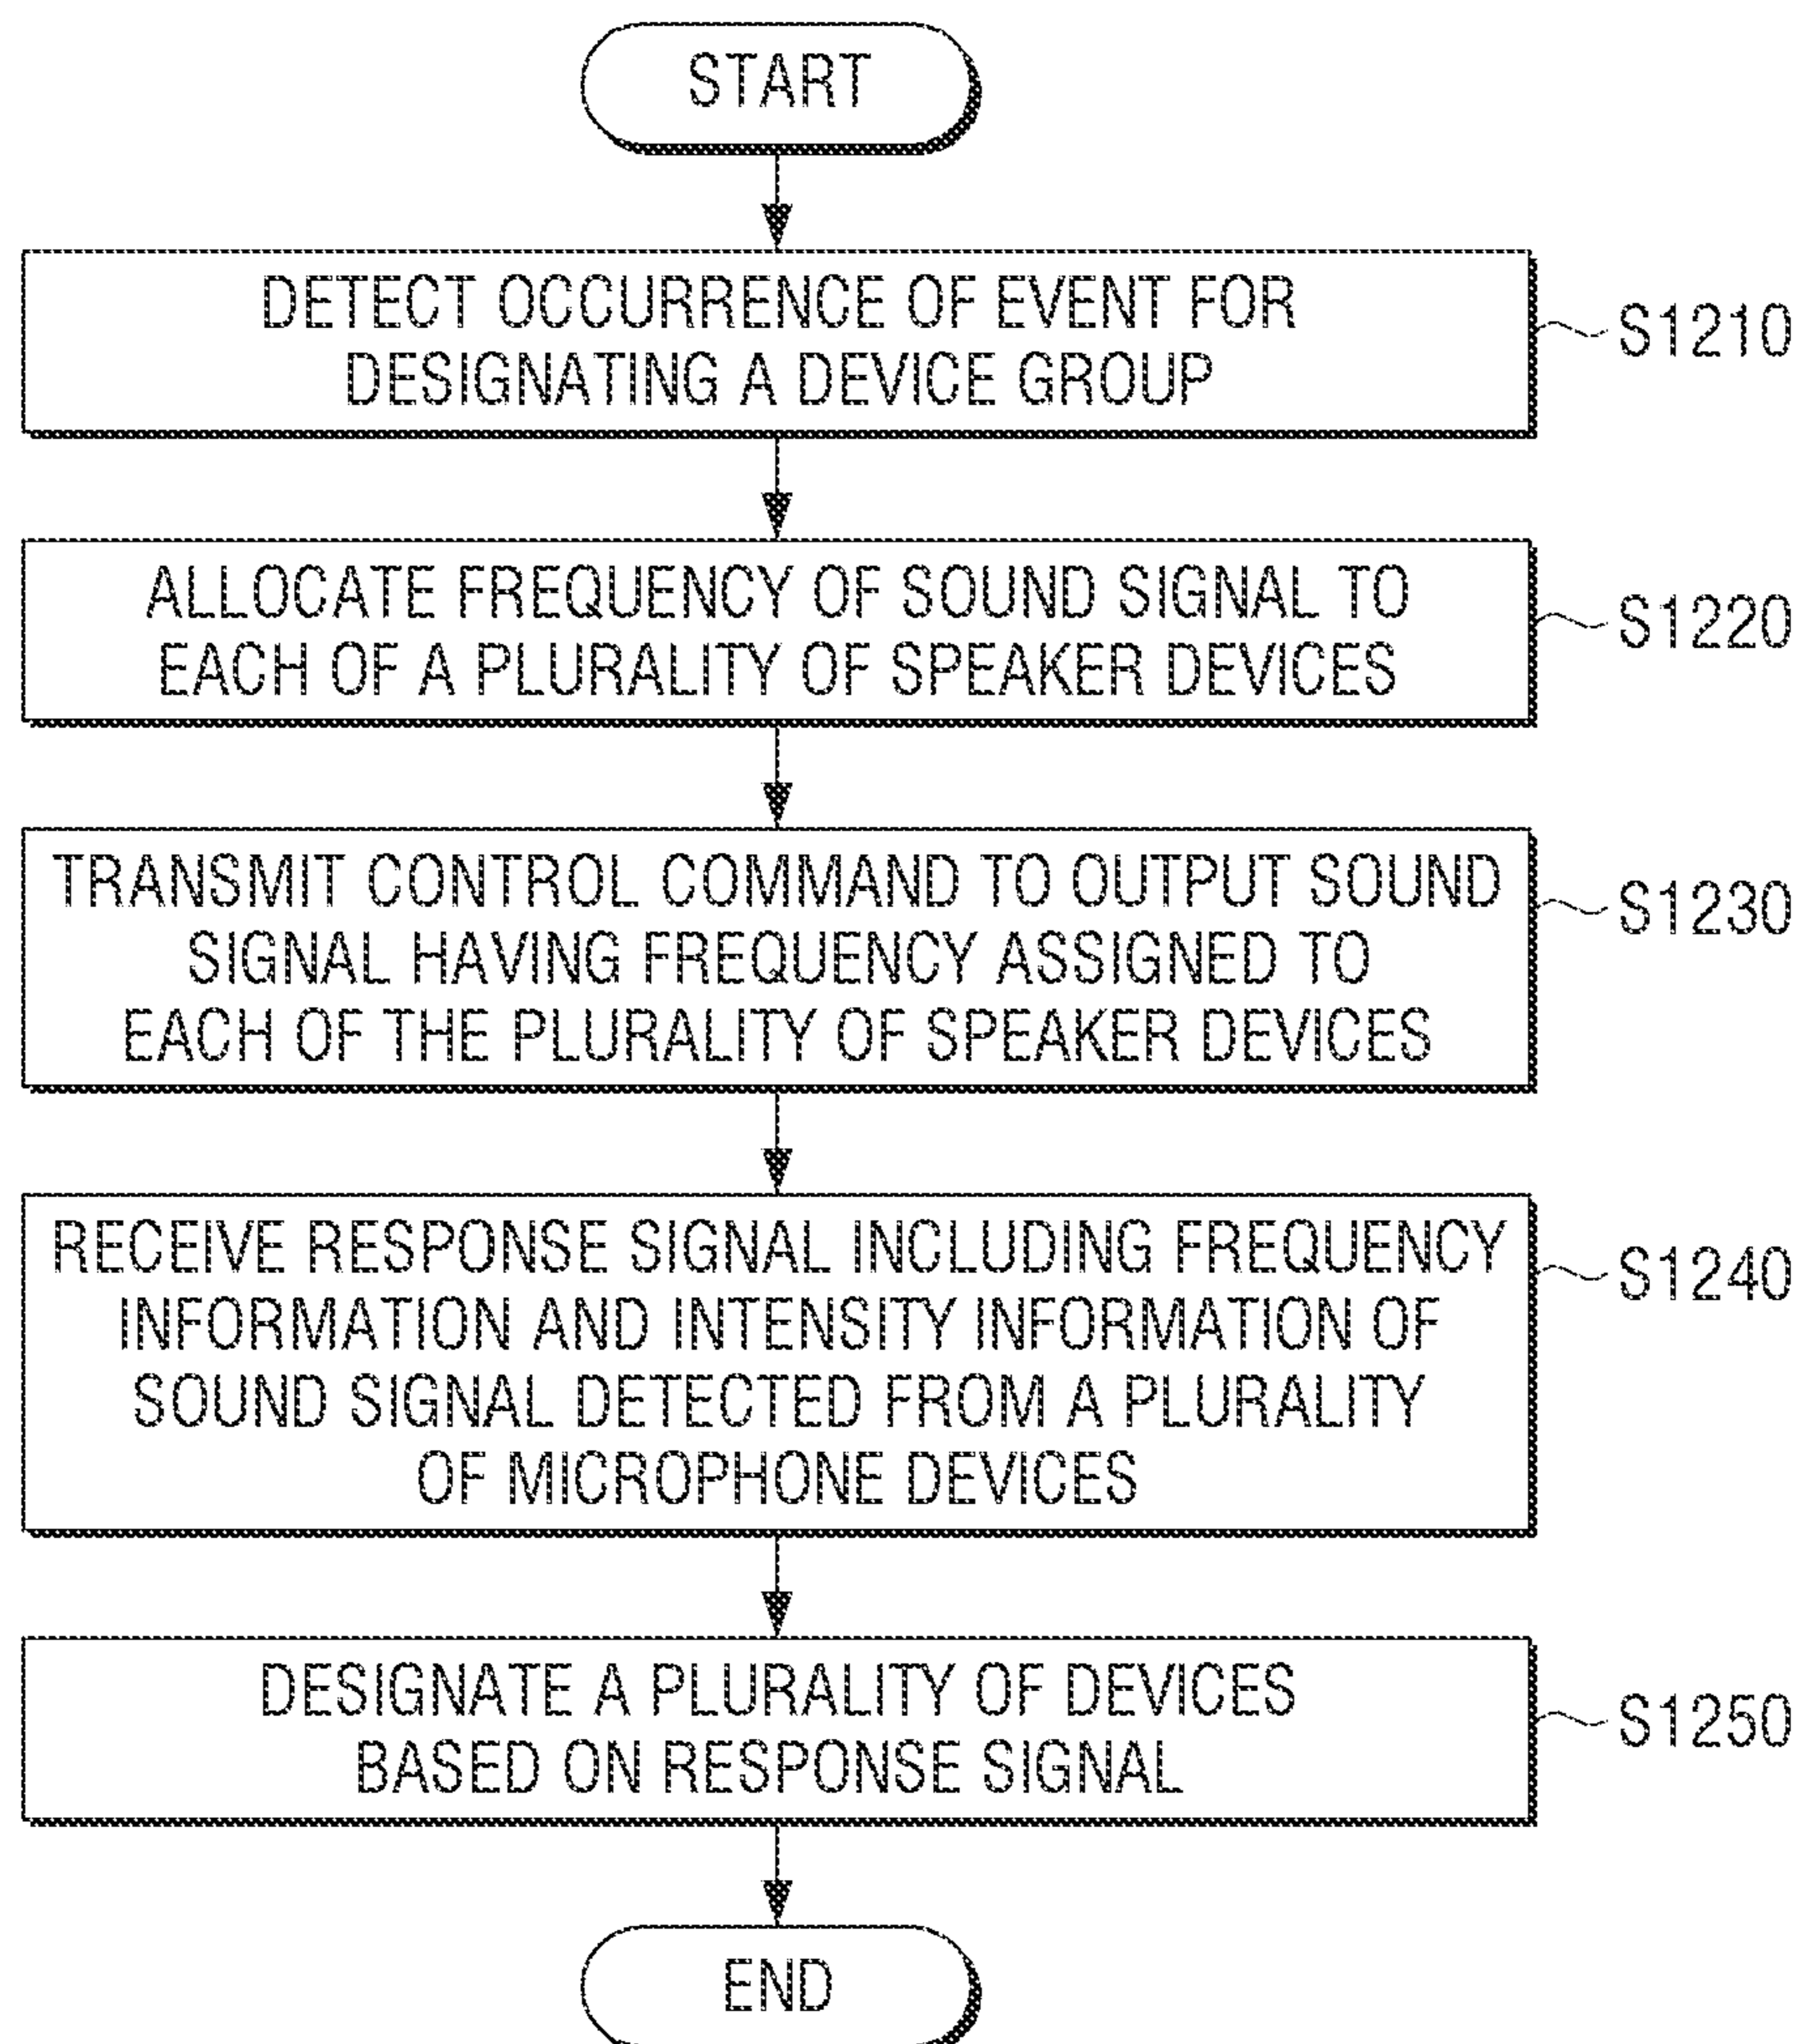 START
DETECT OCCURRENCE OF EVENT FOR
DESIGNATING A DEVICE GROUP
S1210
ALLOCATE FREQUENCY OF SOUND SIGNAL TO
EACH OF A PLURALITY OF SPEAKER DEVICES
S1220
TRANSMIT CONTROL COMMAND TO OUTPUT SOUND
SIGNAL HAVING FREQUENCY ASSIGNED TO
EACH OF THE PLURALITY OF SPEAKER DEVICES
S1230
RECEIVE RESPONSE SIGNAL INCLUDING FREQUENCY
INFORMATION AND INTENSITY INFORMATION OF
SOUND SIGNAL DETECTED FROM A PLURALITY
OF MICROPHONE DEVICES
S1240
DESIGNATE A PLURALITY OF DEVICES
BASED ON RESPONSE SIGNAL
S1250
END